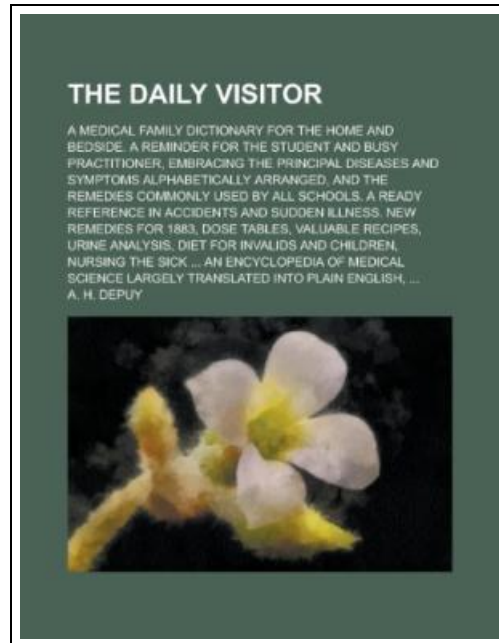 THE DAILY VISITOR
A MEDICAL FAMILY DICTIONARY FOR THE HOME AND
BEDSIDE. A REMINDER FOR THE STUDENT AND BUSY
PRACTITIONER, EMBRACING THE PRINCIPAL DISEASES AND
SYMPTOMS ALPHABETICALLY ARRANGED, AND THE
REMEDIES COMMONLY USED BY ALL SCHOOLS. A READY
REFERENCE IN ACCIDENTS AND SUDDEN ILLNESS. NEW
REMEDIES FOR 1883, DOSE TABLES, VALUABLE RECIPES,
URINE ANALYSIS, DIET FOR INVALIDS AND CHILDREN,
NURSING THE SICK ... AN ENCYCLOPEDIA OF MEDICAL
SCIENCE LARGELY TRANSLATED INTO PLAIN ENGLISH, ...
A. H. DEPUY